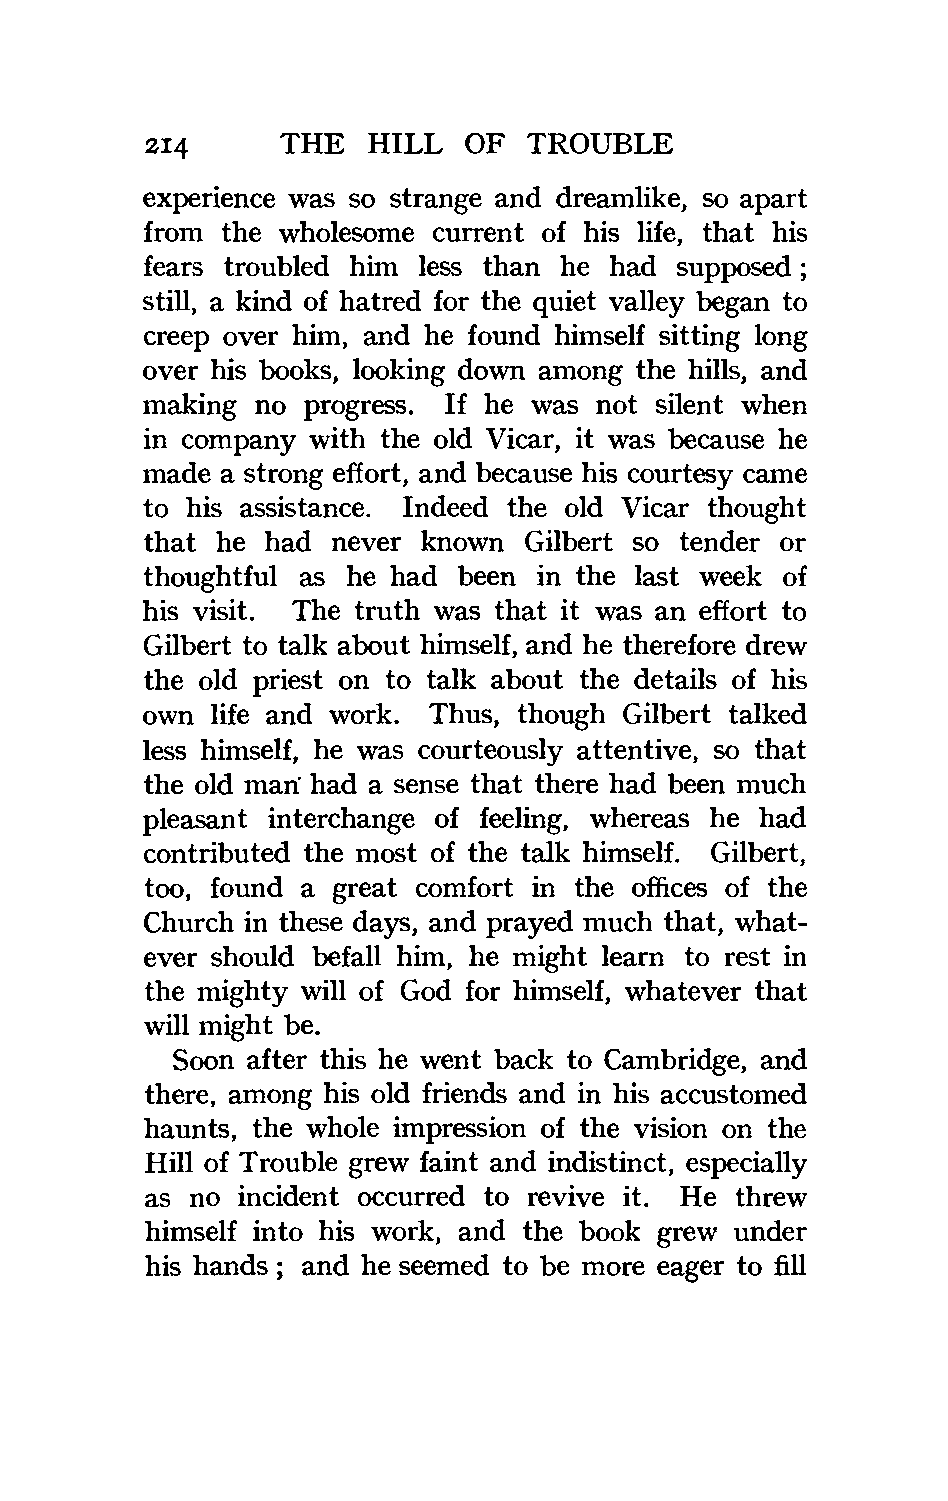 214 THE HILL OF TROUBLE
experience was so strange and dreamlike, so apart
from the wholesome current of his life, that his
fears troubled him less than he had supposed ;
still, a kind of hatred for the quiet valley began to
creep over him, and he found himself sitting long
over his books, looking down among the hills, and
making no progress. If he was not silent when
in company with the old Vicar, it was because he
made a strong effort, and because his courtesy came
to his assistance. Indeed the old Vicar thought
that he had never known Gilbert so tender or
thoughtful as he had been in the last week of
his visit. The truth was that it was an effort to
Gilbert to talk about himself, and he therefore drew
the old priest on to talk about the details of his
own life and work. Thus, though Gilbert talked
less himself, he was courteously attentive, so that
the old man had a sense that there had been much
pleasant interchange of feeling, whereas he had
contributed the most of the talk himself. Gilbert,
too, found a great comfort in the offices of the
Church in these days, and prayed much that, what-
ever should befall him, he might learn to rest in
the mighty will of God for himself, whatever that
will might be.
Soon after this he went back to Cambridge, and
there, among his old friends and in his accustomed
haunts, the whole impression of the vision on the
Hill of Trouble grew faint and indistinct, especially
as no incident occurred to revive it. He threw
himself into his work, and the book grew under
his hands ; and he seemed to be more eager to fill